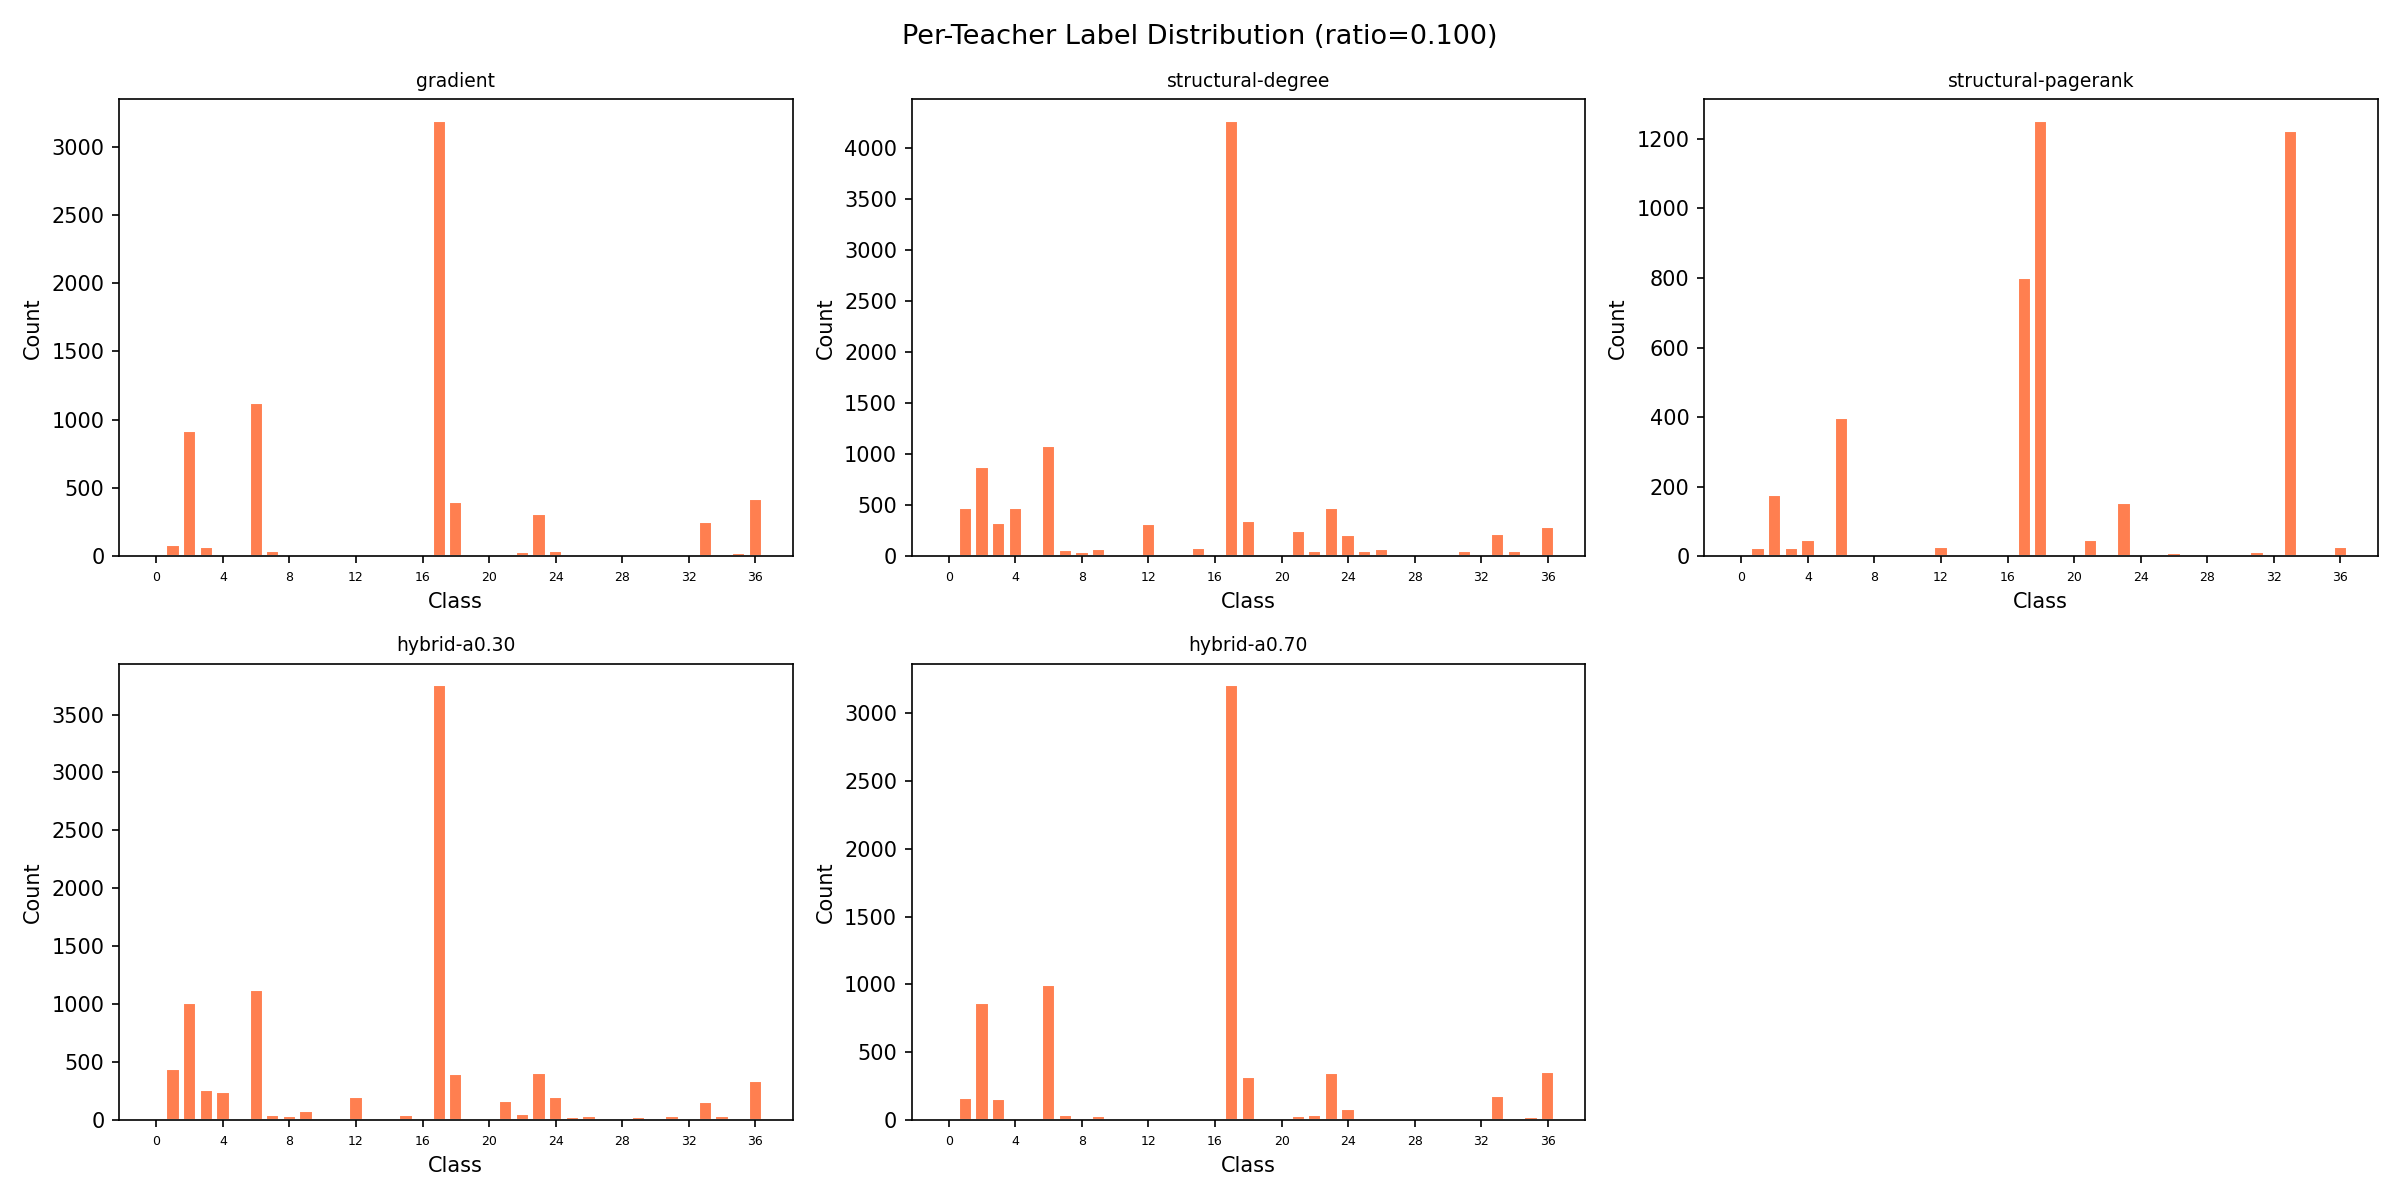 Per-Teacher Label Distribution (ratio=0.100)
gradient
3000
2500
2000
1500
1000
500
0
Count
0 4 8 12 16 20 24 28 32 36
Class
structural-degree
4000
3500
3000
2500
2000
1500
1000
500
0
Count
0 4 8 12 16 20 24 28 32 36
Class
structural-pagerank
1200
1000
800
600
400
200
0
Count
0 4 8 12 16 20 24 28 32 36
Class
hybrid-a0.30
3500
3000
2500
2000
1500
1000
500
0
Count
0 4 8 12 16 20 24 28 32 36
Class
hybrid-a0.70
3000
2500
2000
1500
1000
500
0
Count
0 4 8 12 16 20 24 28 32 36
Class